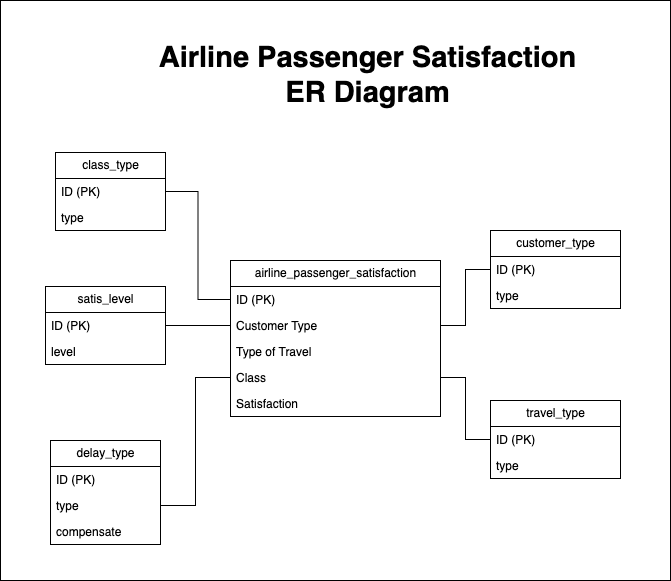 Airline Passenger Satisfaction
ER Diagram
class_type
ID (PK)
type
satis_level
ID (PK)
level
delay_type
ID (PK)
type
compensate
airline_passenger_satisfaction
ID (PK)
Customer Type
Type of Travel
Class
Satisfaction
customer_type
ID (PK)
type
travel_type
ID (PK)
type